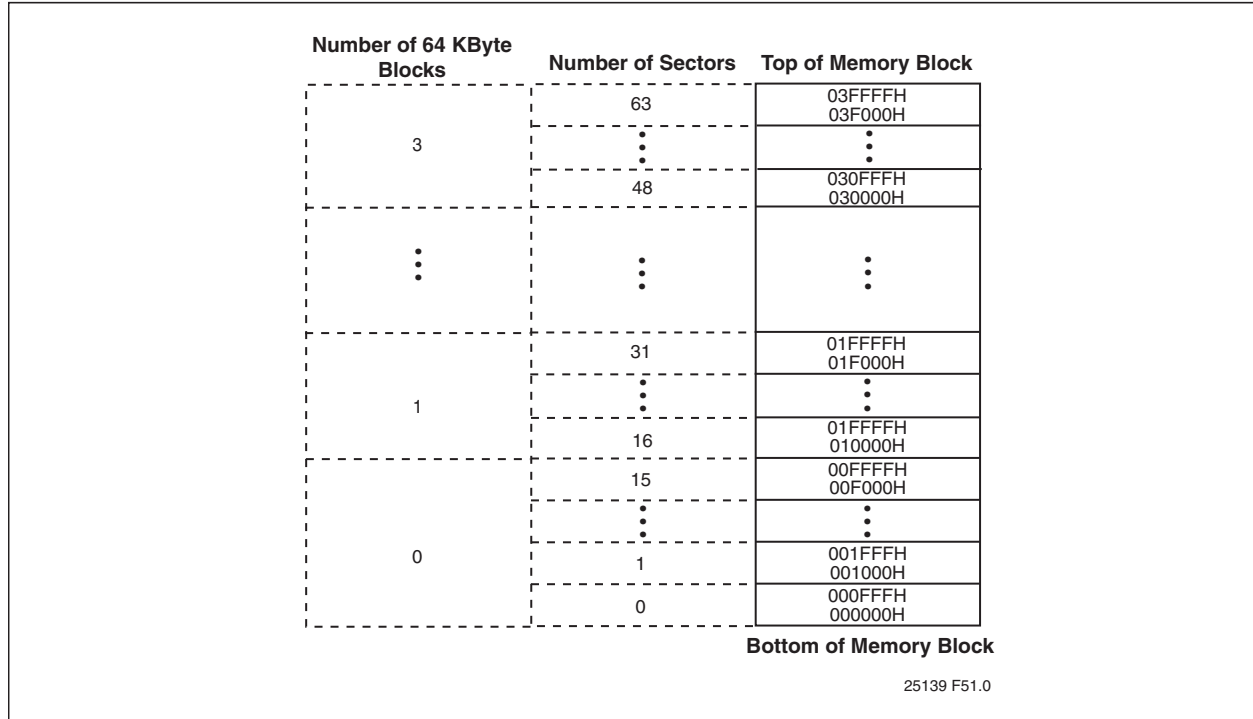 Number of 64 KByte
Blocks
Number of Sectors
Top of Memory Block
3
63
03FFFFH
03F000H
48
030FFFH
030000H
1
31
01FFFFH
01F000H
16
01FFFFH
010000H
0
15
00FFFFH
00F000H
1
001FFFH
001000H
0
000FFFH
000000H
Bottom of Memory Block
25139 F51.0